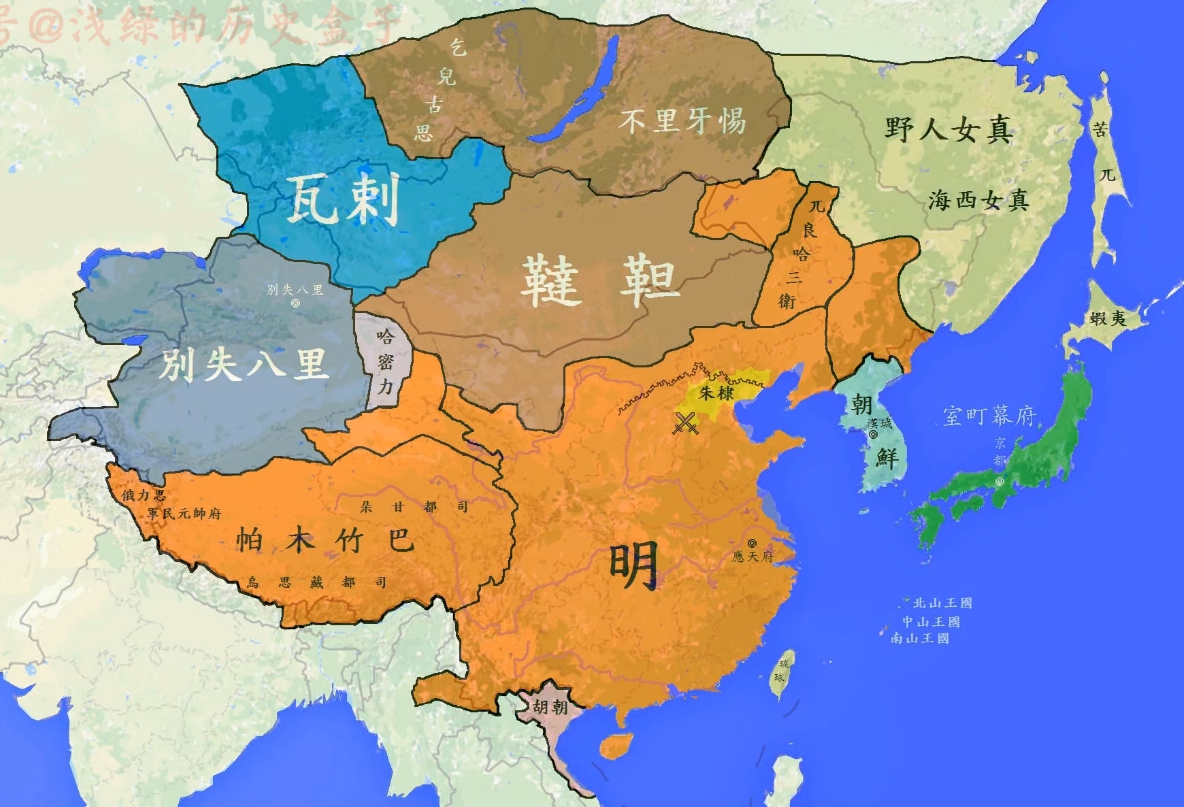 号@浅绿的历史盒子
乞兒古思
不里牙惕
野人女真
海西女真
苦兀
瓦剌
韃靼
兀良哈三衛
別失八里
別失八里
哈密力
蝦夷
朱棣
朝鮮
漢城
室町幕府
京都
俄力思
軍民元帥府
朵甘都司
帕木竹巴
烏思藏都司
明
應天府
北山王國
中山王國
南山王國
琉球
胡朝